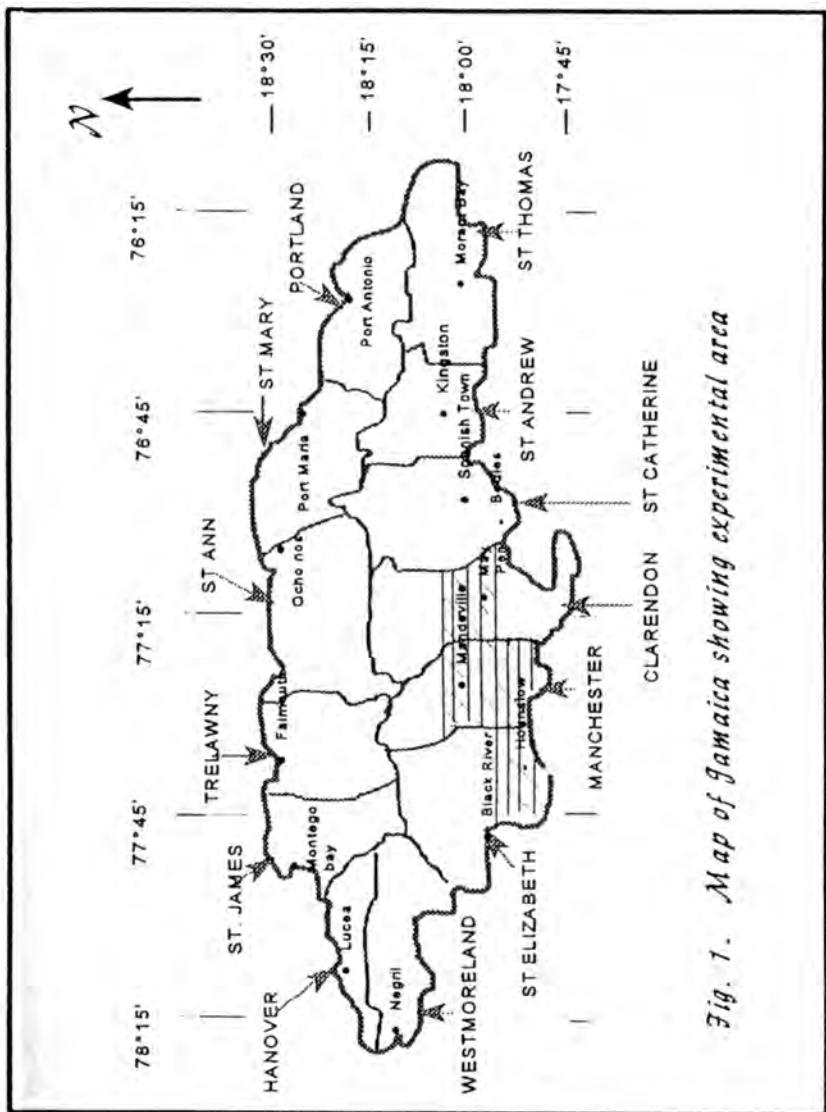 N
78°15'
77°45'
77°15'
76°45'
76°15'
HANOVER
ST. JAMES
TRELAWNY
ST ANN
ST MARY
PORTLAND
18°30'
18°15'
18°00'
17°45'
Lucea
Negril
Montego
bay
Falmouth
Ocho rios
Port Maria
Port Antonio
Black River
Mandeville
Hounslow
May
Pen
Spanish Town
Bodles
Kingston
Morant Bay
WESTMORELAND
ST ELIZABETH
MANCHESTER
CLARENDON
ST CATHERINE
ST ANDREW
ST THOMAS
Fig. 1. Map of Jamaica showing experimental area